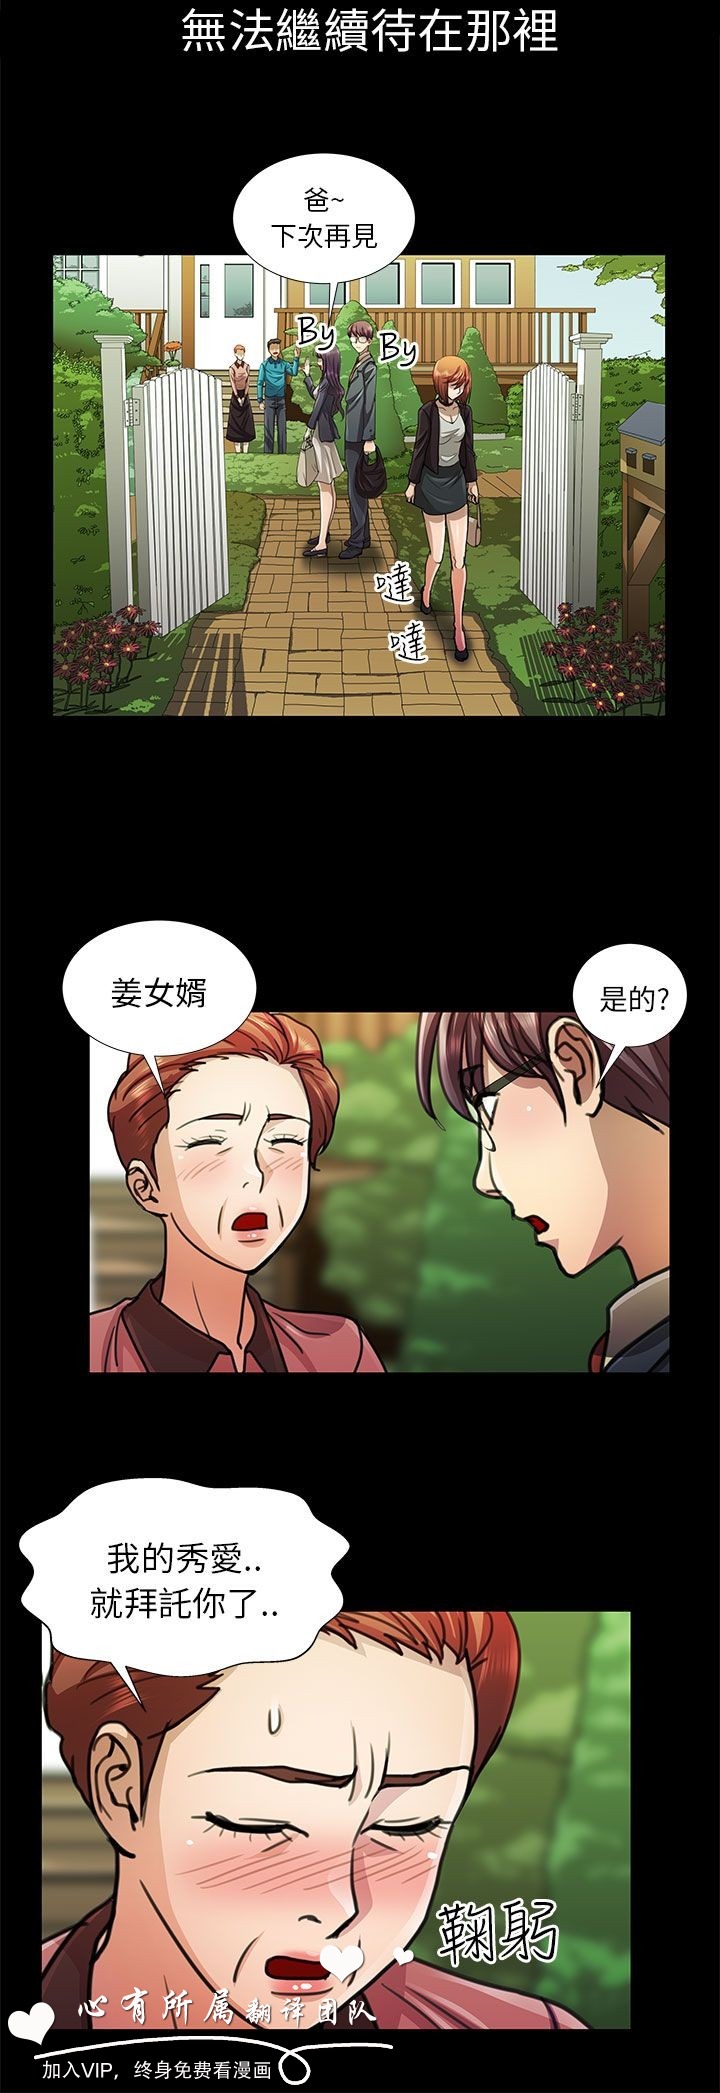 無法繼續待在那裡
爸~
下次再見
By
By
噠
噠
姜女婿
是的?
我的秀愛..
就拜託你了..
鞠躬
心有所属翻译团队
加入VIP，终身免费看漫画